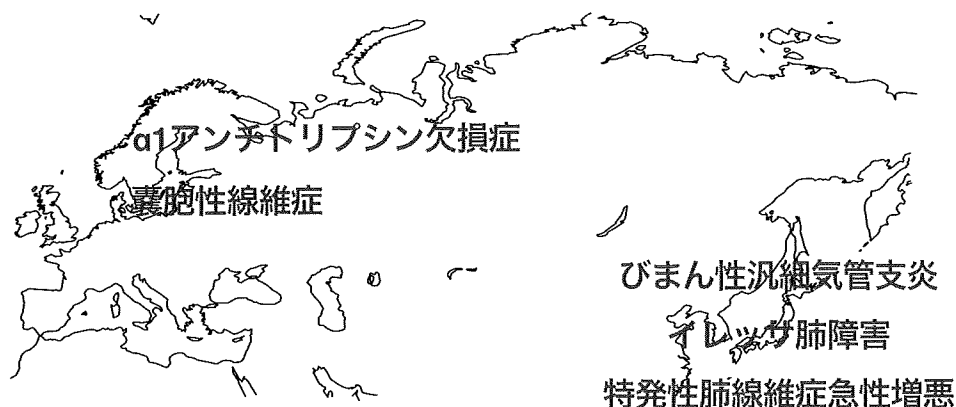 α1アンチトリプシン欠損症
嚢胞性線維症
びまん性汎細気管支炎
イレッサ肺障害
特発性肺線維症急性増悪